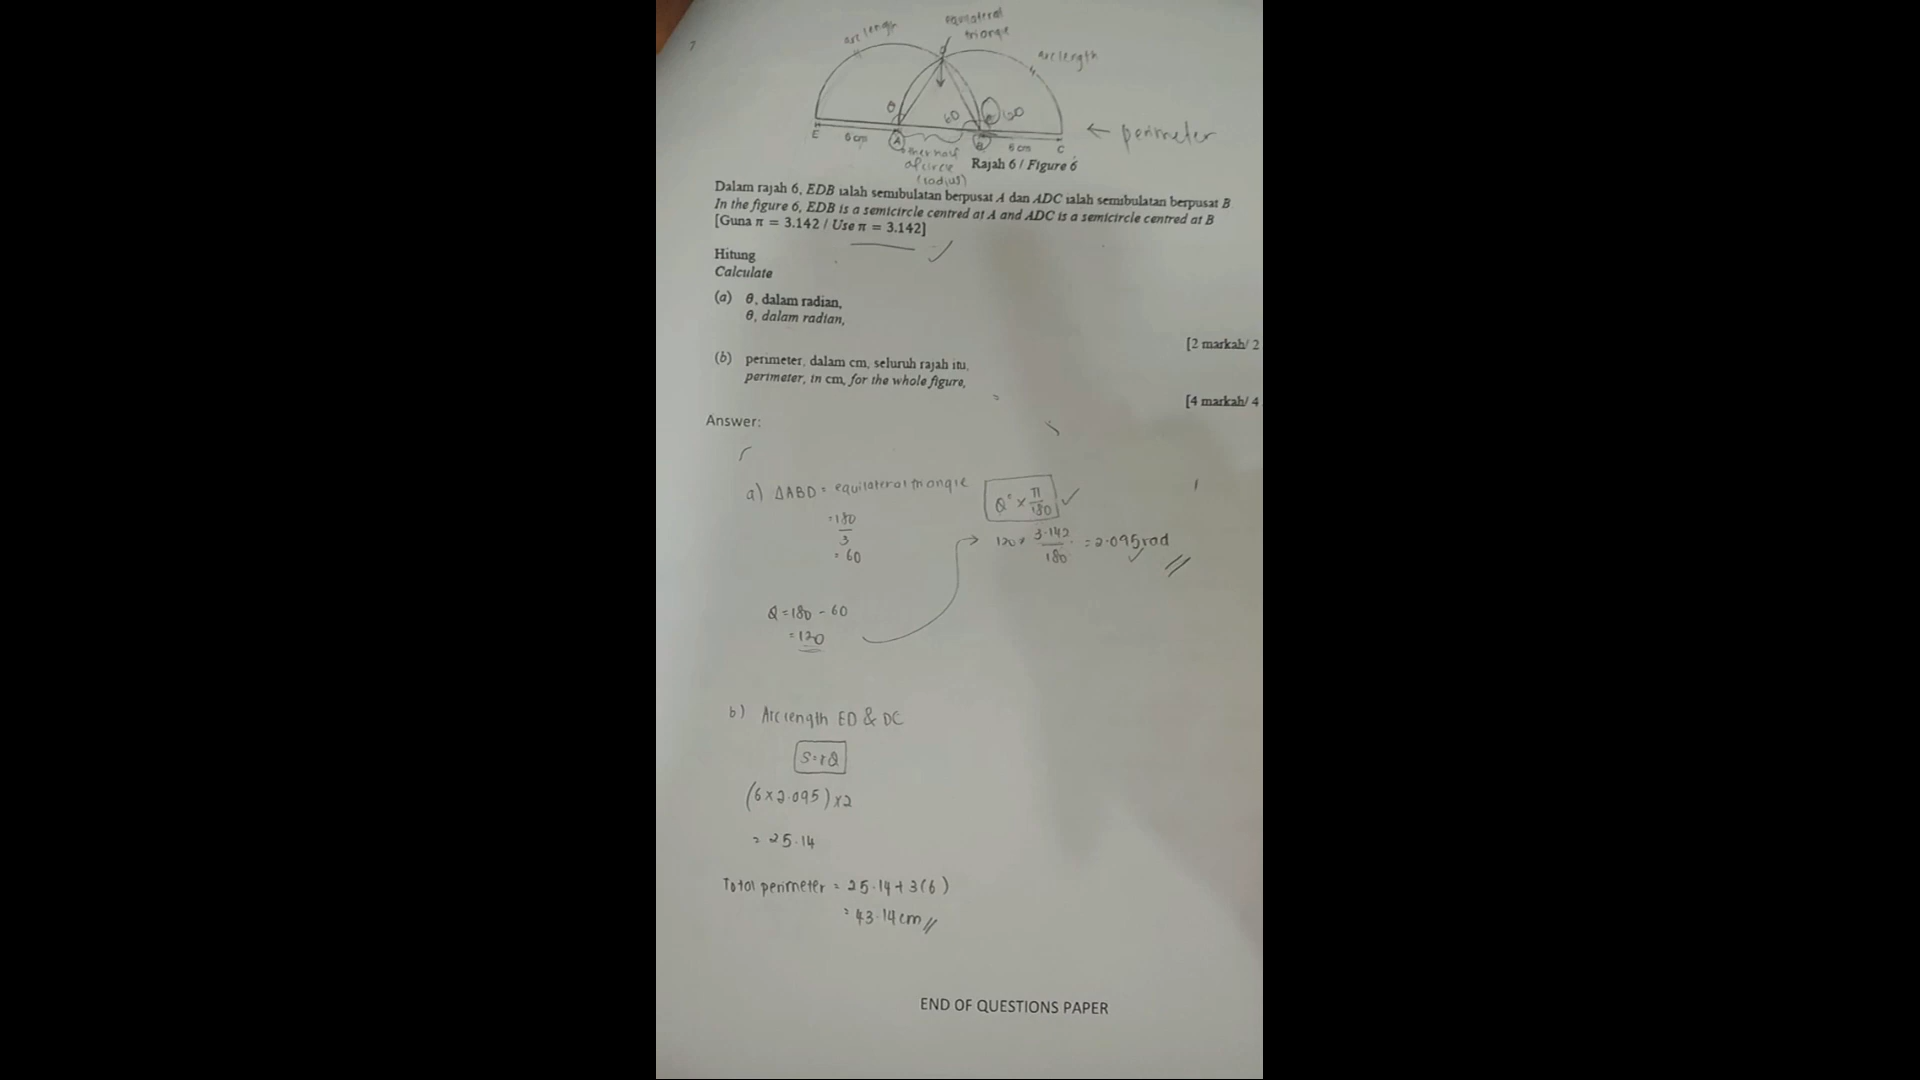 7
arc length
equilateral
triangle
arc length
θ
60
120
← perimeter
E
6 cm
A
B
6 cm
C
other half
of circle
(radius)
Rajah 6 / Figure 6
Dalam rajah 6, EDB ialah semibulatan berpusat A dan ADC ialah semibulatan berpusat B
In the figure 6, EDB is a semicircle centred at A and ADC is a semicircle centred at B
[Guna π = 3.142 / Use π = 3.142]
Hitung
Calculate
(a) θ, dalam radian,
θ, dalam radian,
[2 markah/ 2
(b) perimeter, dalam cm, seluruh rajah itu,
perimeter, in cm, for the whole figure,
[4 markah/ 4
Answer:
a) ΔABD = equilateral triangle
= 180
3
= 60
θ° × π/180
120 × 3.142/180 = 2.095 rad
θ = 180 - 60
= 120
b) Arc length ED & DC
S = rθ
(6 × 2.095) × 2
= 25.14
Total perimeter = 25.14 + 3(6)
= 43.14 cm
END OF QUESTIONS PAPER